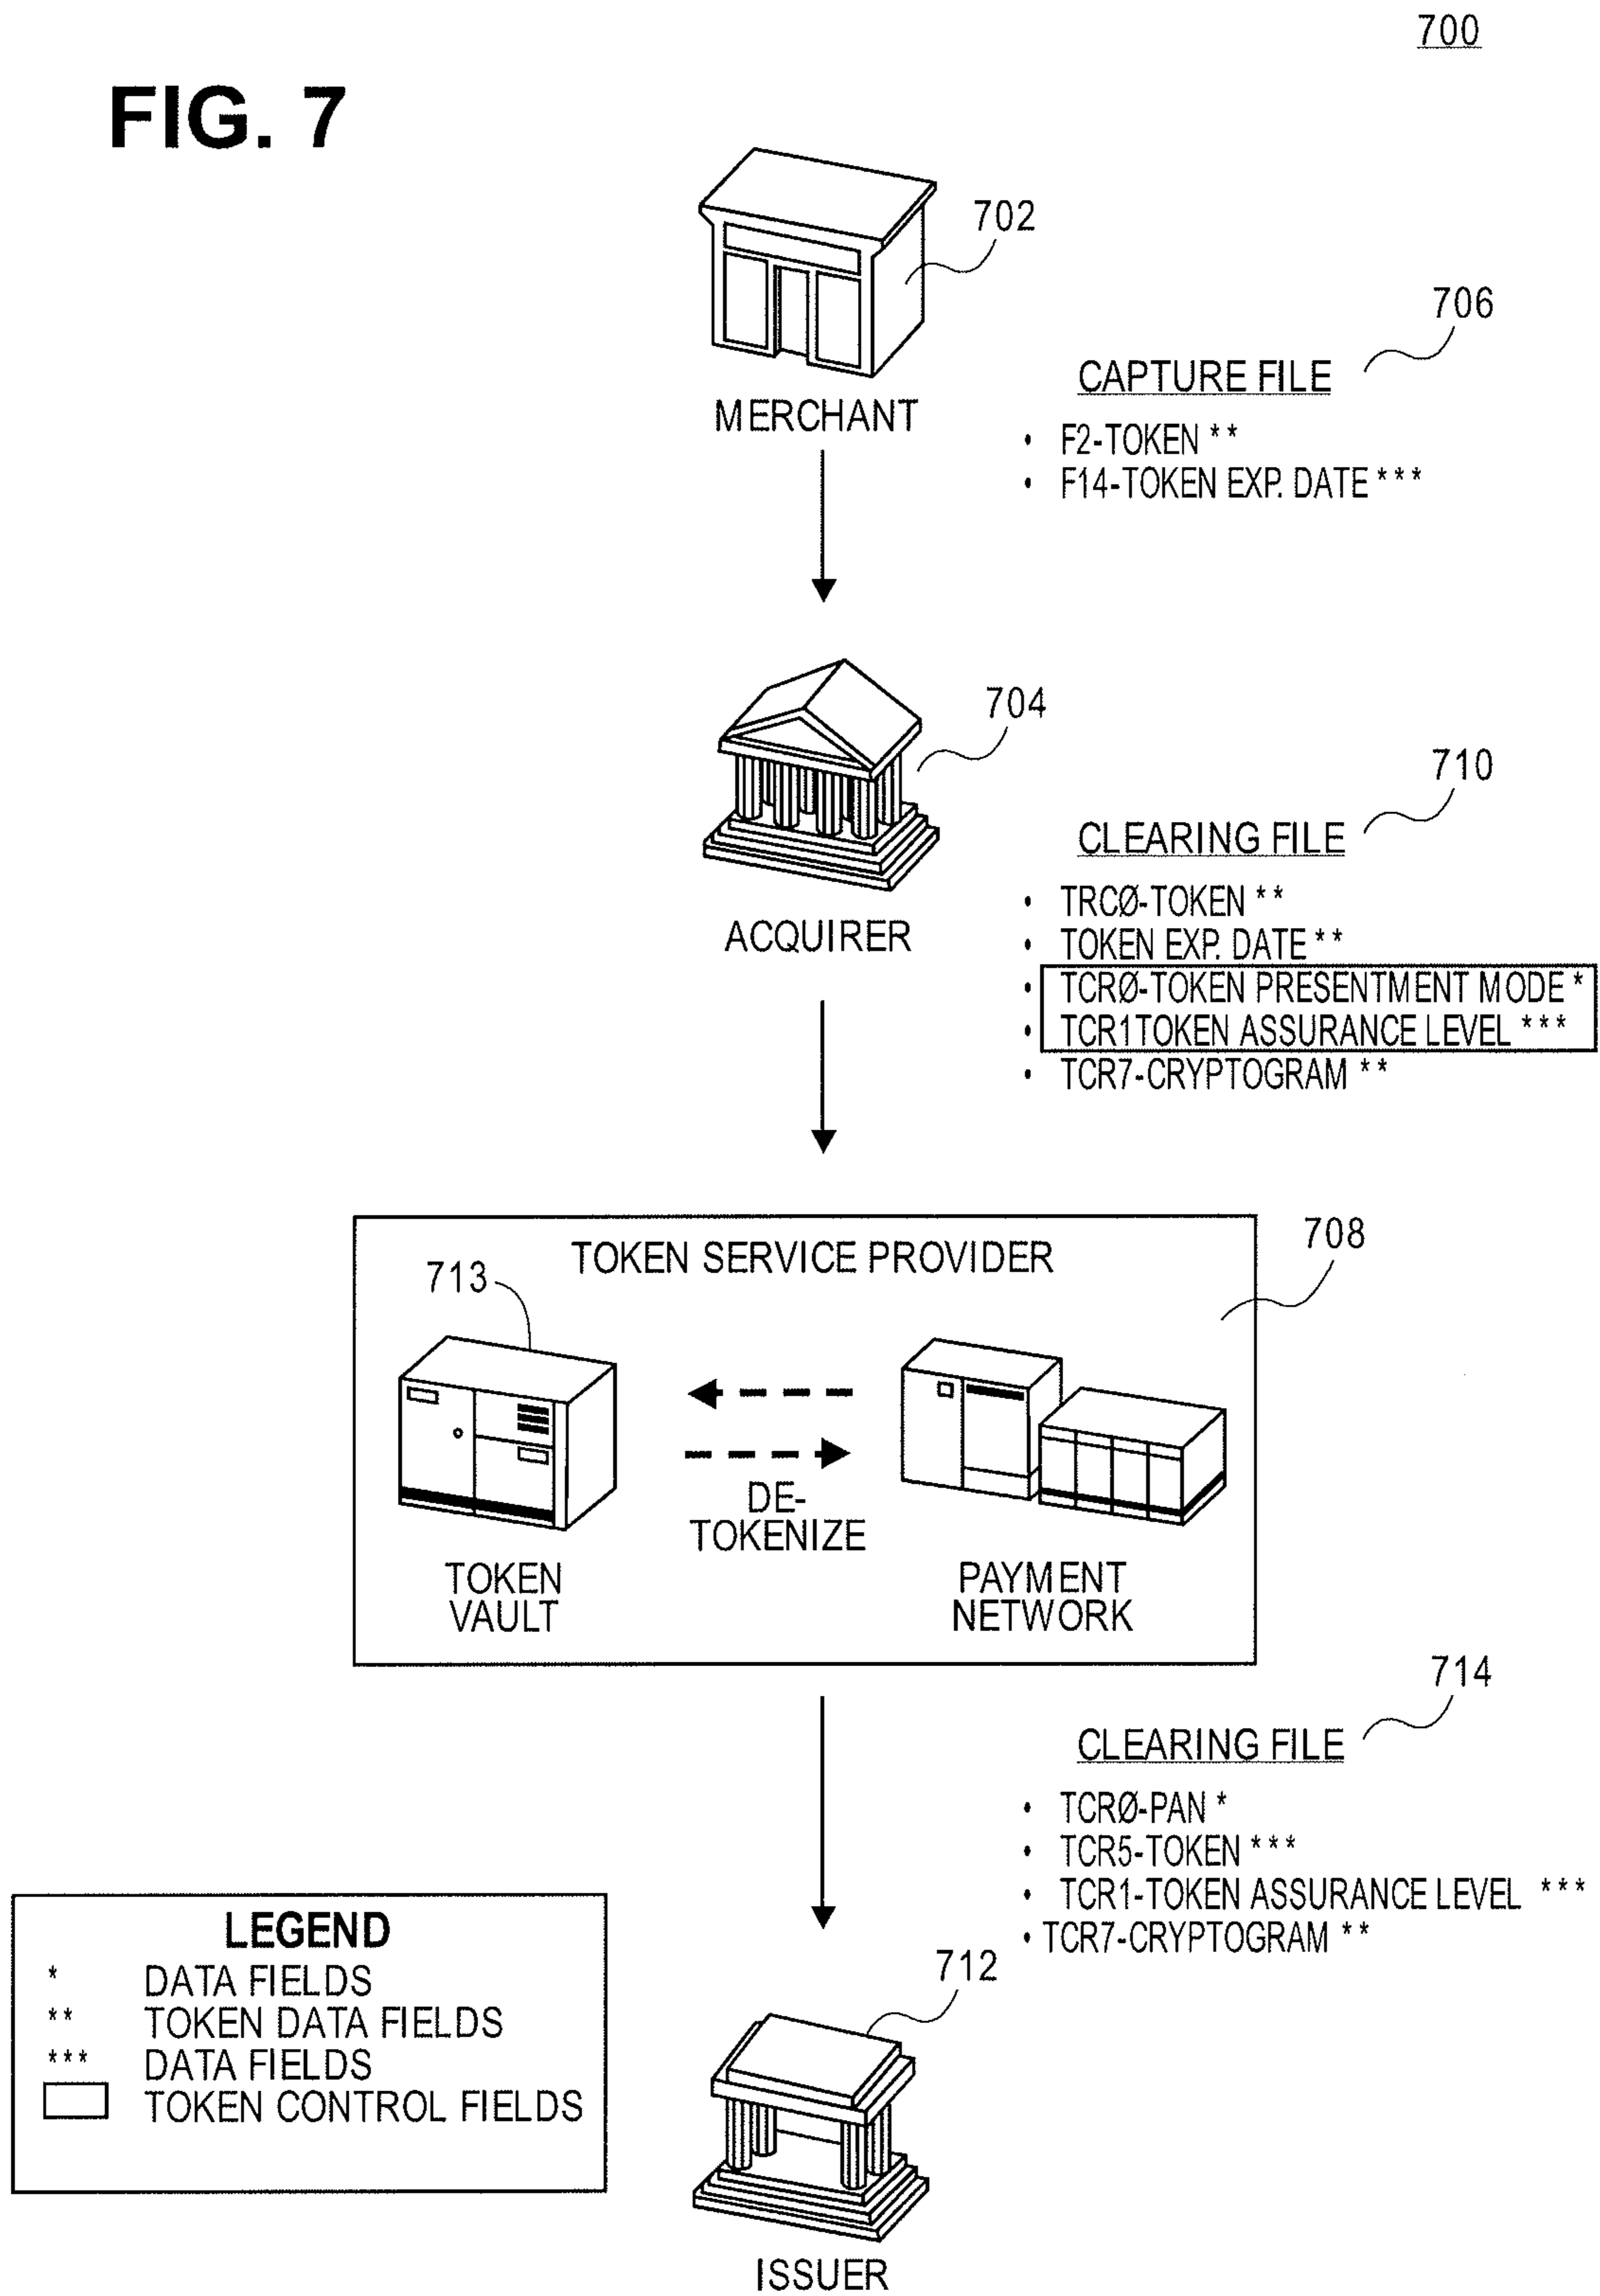 700
FIG. 7
702
MERCHANT
706
CAPTURE FILE
• F2-TOKEN **
• F14-TOKEN EXP. DATE ***
704
ACQUIRER
710
CLEARING FILE
• TRCØ-TOKEN **
• TOKEN EXP. DATE **
• TCRØ-TOKEN PRESENTMENT MODE *
• TCR1TOKEN ASSURANCE LEVEL ***
• TCR7-CRYPTOGRAM **
708
TOKEN SERVICE PROVIDER
713
DE-
TOKENIZE
TOKEN
VAULT
PAYMENT
NETWORK
714
CLEARING FILE
• TCRØ-PAN *
• TCR5-TOKEN ***
• TCR1-TOKEN ASSURANCE LEVEL ***
• TCR7-CRYPTOGRAM **
LEGEND
* DATA FIELDS
** TOKEN DATA FIELDS
*** DATA FIELDS
TOKEN CONTROL FIELDS
712
ISSUER